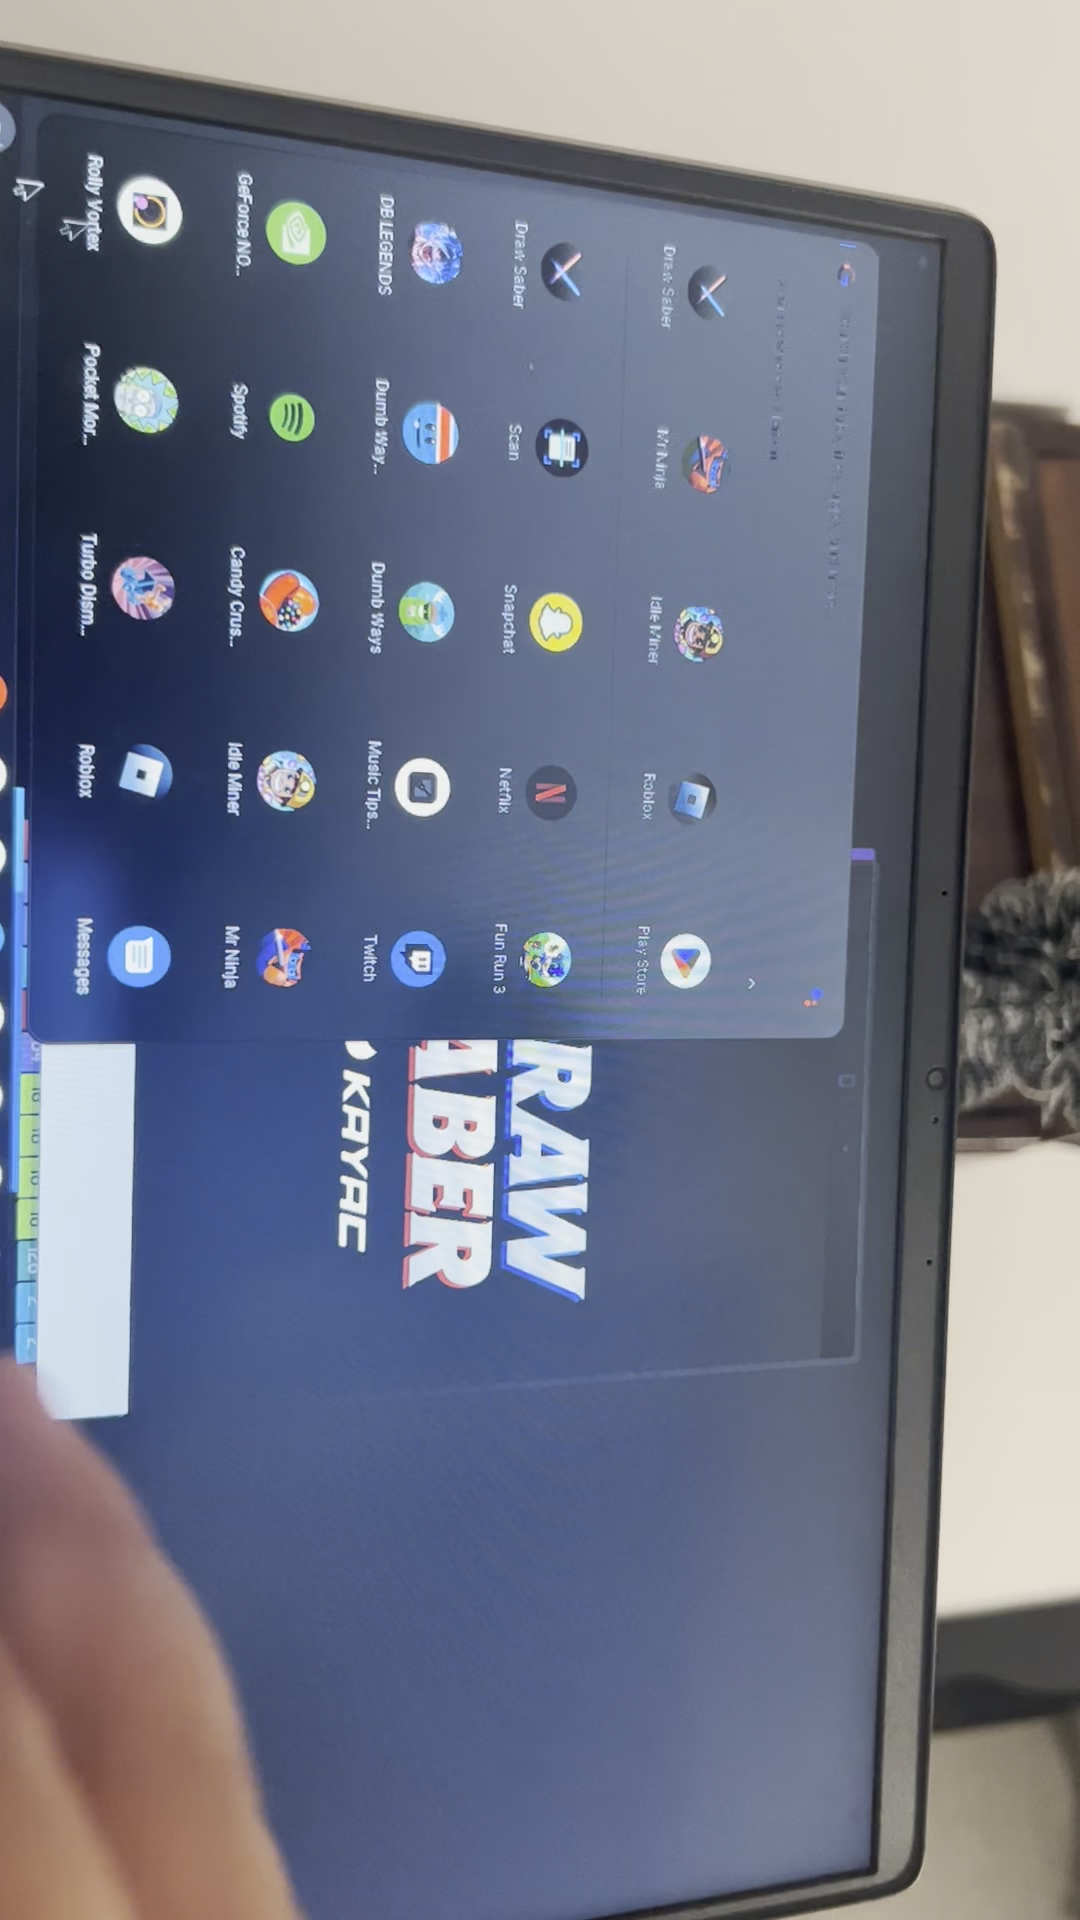 Draw Saber
Mr Ninja
Idle Miner
Roblox
Play Store
Draw Saber
Scan
Snapchat
Netflix
Fun Run 3
DB LEGENDS
Dumb Way...
Dumb Ways
Music Tips...
Twitch
GeForce NO...
Spotify
Candy Crus...
Idle Miner
Mr Ninja
Rolly Vortex
Pocket Mor...
Turbo Dism...
Roblox
Messages
RAW
ABER
KAYAC